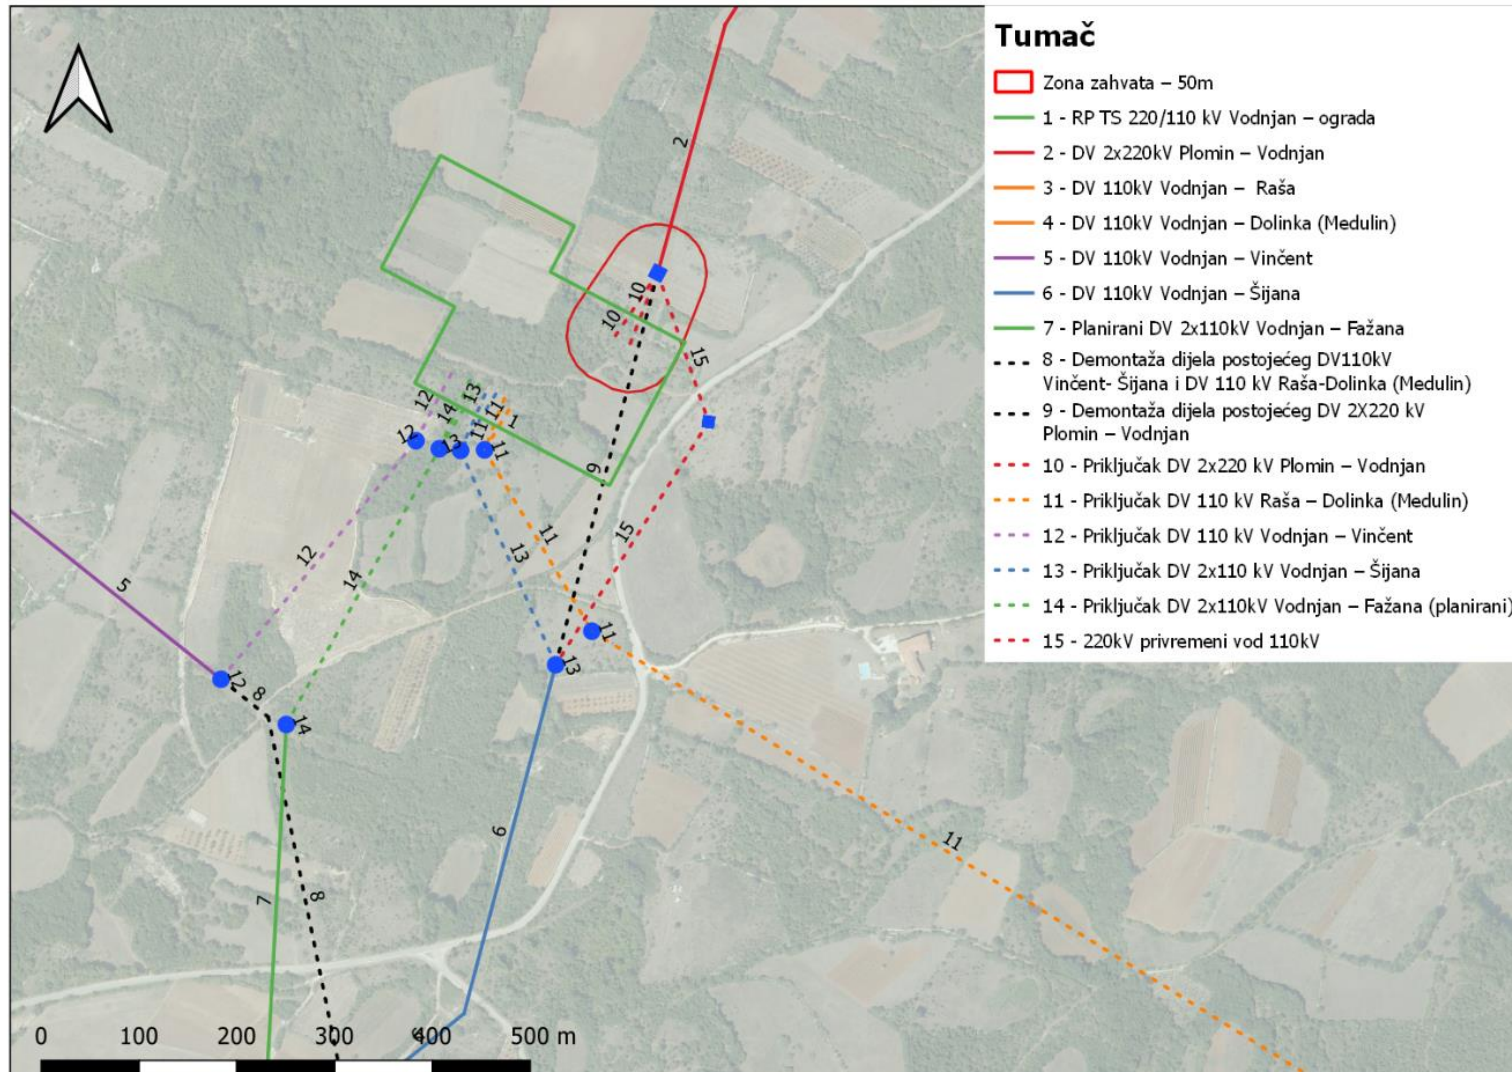 Tumač
Zona zahvata – 50m
1 - RP TS 220/110 kV Vodnjan – ograda
2 - DV 2x220kV Plomin – Vodnjan
3 - DV 110kV Vodnjan – Raša
4 - DV 110kV Vodnjan – Dolinka (Medulin)
5 - DV 110kV Vodnjan – Vinčent
6 - DV 110kV Vodnjan – Šijana
7 - Planirani DV 2x110kV Vodnjan – Fažana
8 - Demontaža dijela postojećeg DV110kV
Vinčent- Šijana i DV 110 kV Raša-Dolinka (Medulin)
9 - Demontaža dijela postojećeg DV 2X220 kV
Plomin – Vodnjan
10 - Priključak DV 2x220 kV Plomin – Vodnjan
11 - Priključak DV 110 kV Raša – Dolinka (Medulin)
12 - Priključak DV 110 kV Vodnjan – Vinčent
13 - Priključak DV 2x110 kV Vodnjan – Šijana
14 - Priključak DV 2x110kV Vodnjan – Fažana (planirani)
15 - 220kV privremeni vod 110kV
2
10
10
15
12
14
13
11
1
12
13
11
11
9
15
11
13
12
14
5
11
13
12
8
14
6
11
7
8
6
0 100 200 300 400 500 m